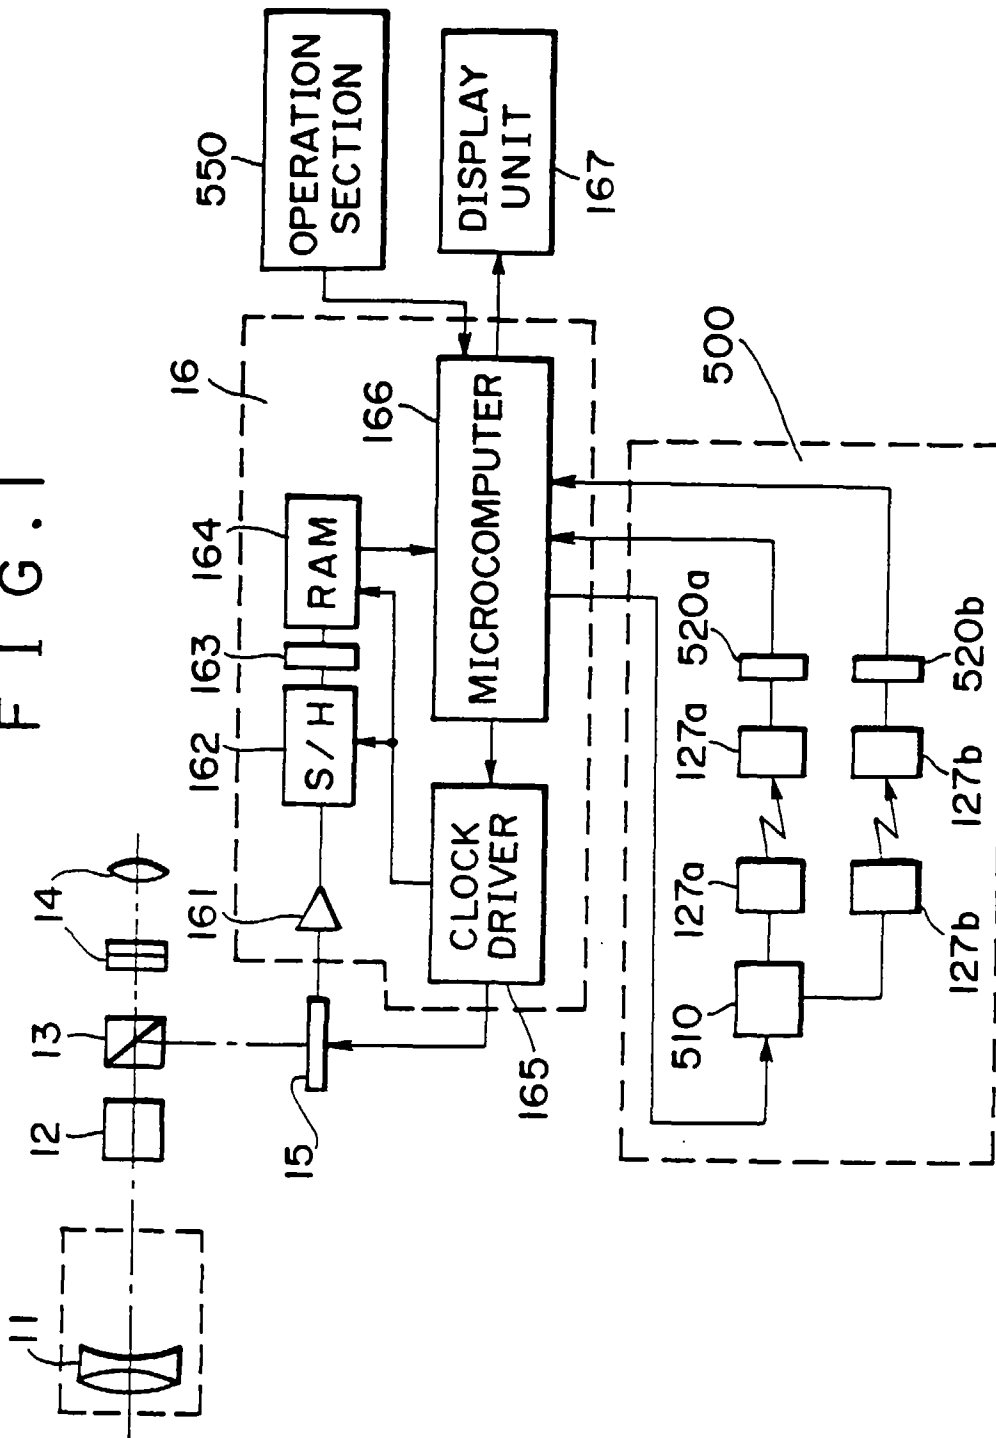 F I G. 1
11
12
13
14
15
16
161
162
S/H
163
164
RAM
165
CLOCK
DRIVER
166
MICROCOMPUTER
550
OPERATION
SECTION
DISPLAY
UNIT
167
500
510
127a
127a
520a
127b
127b
520b